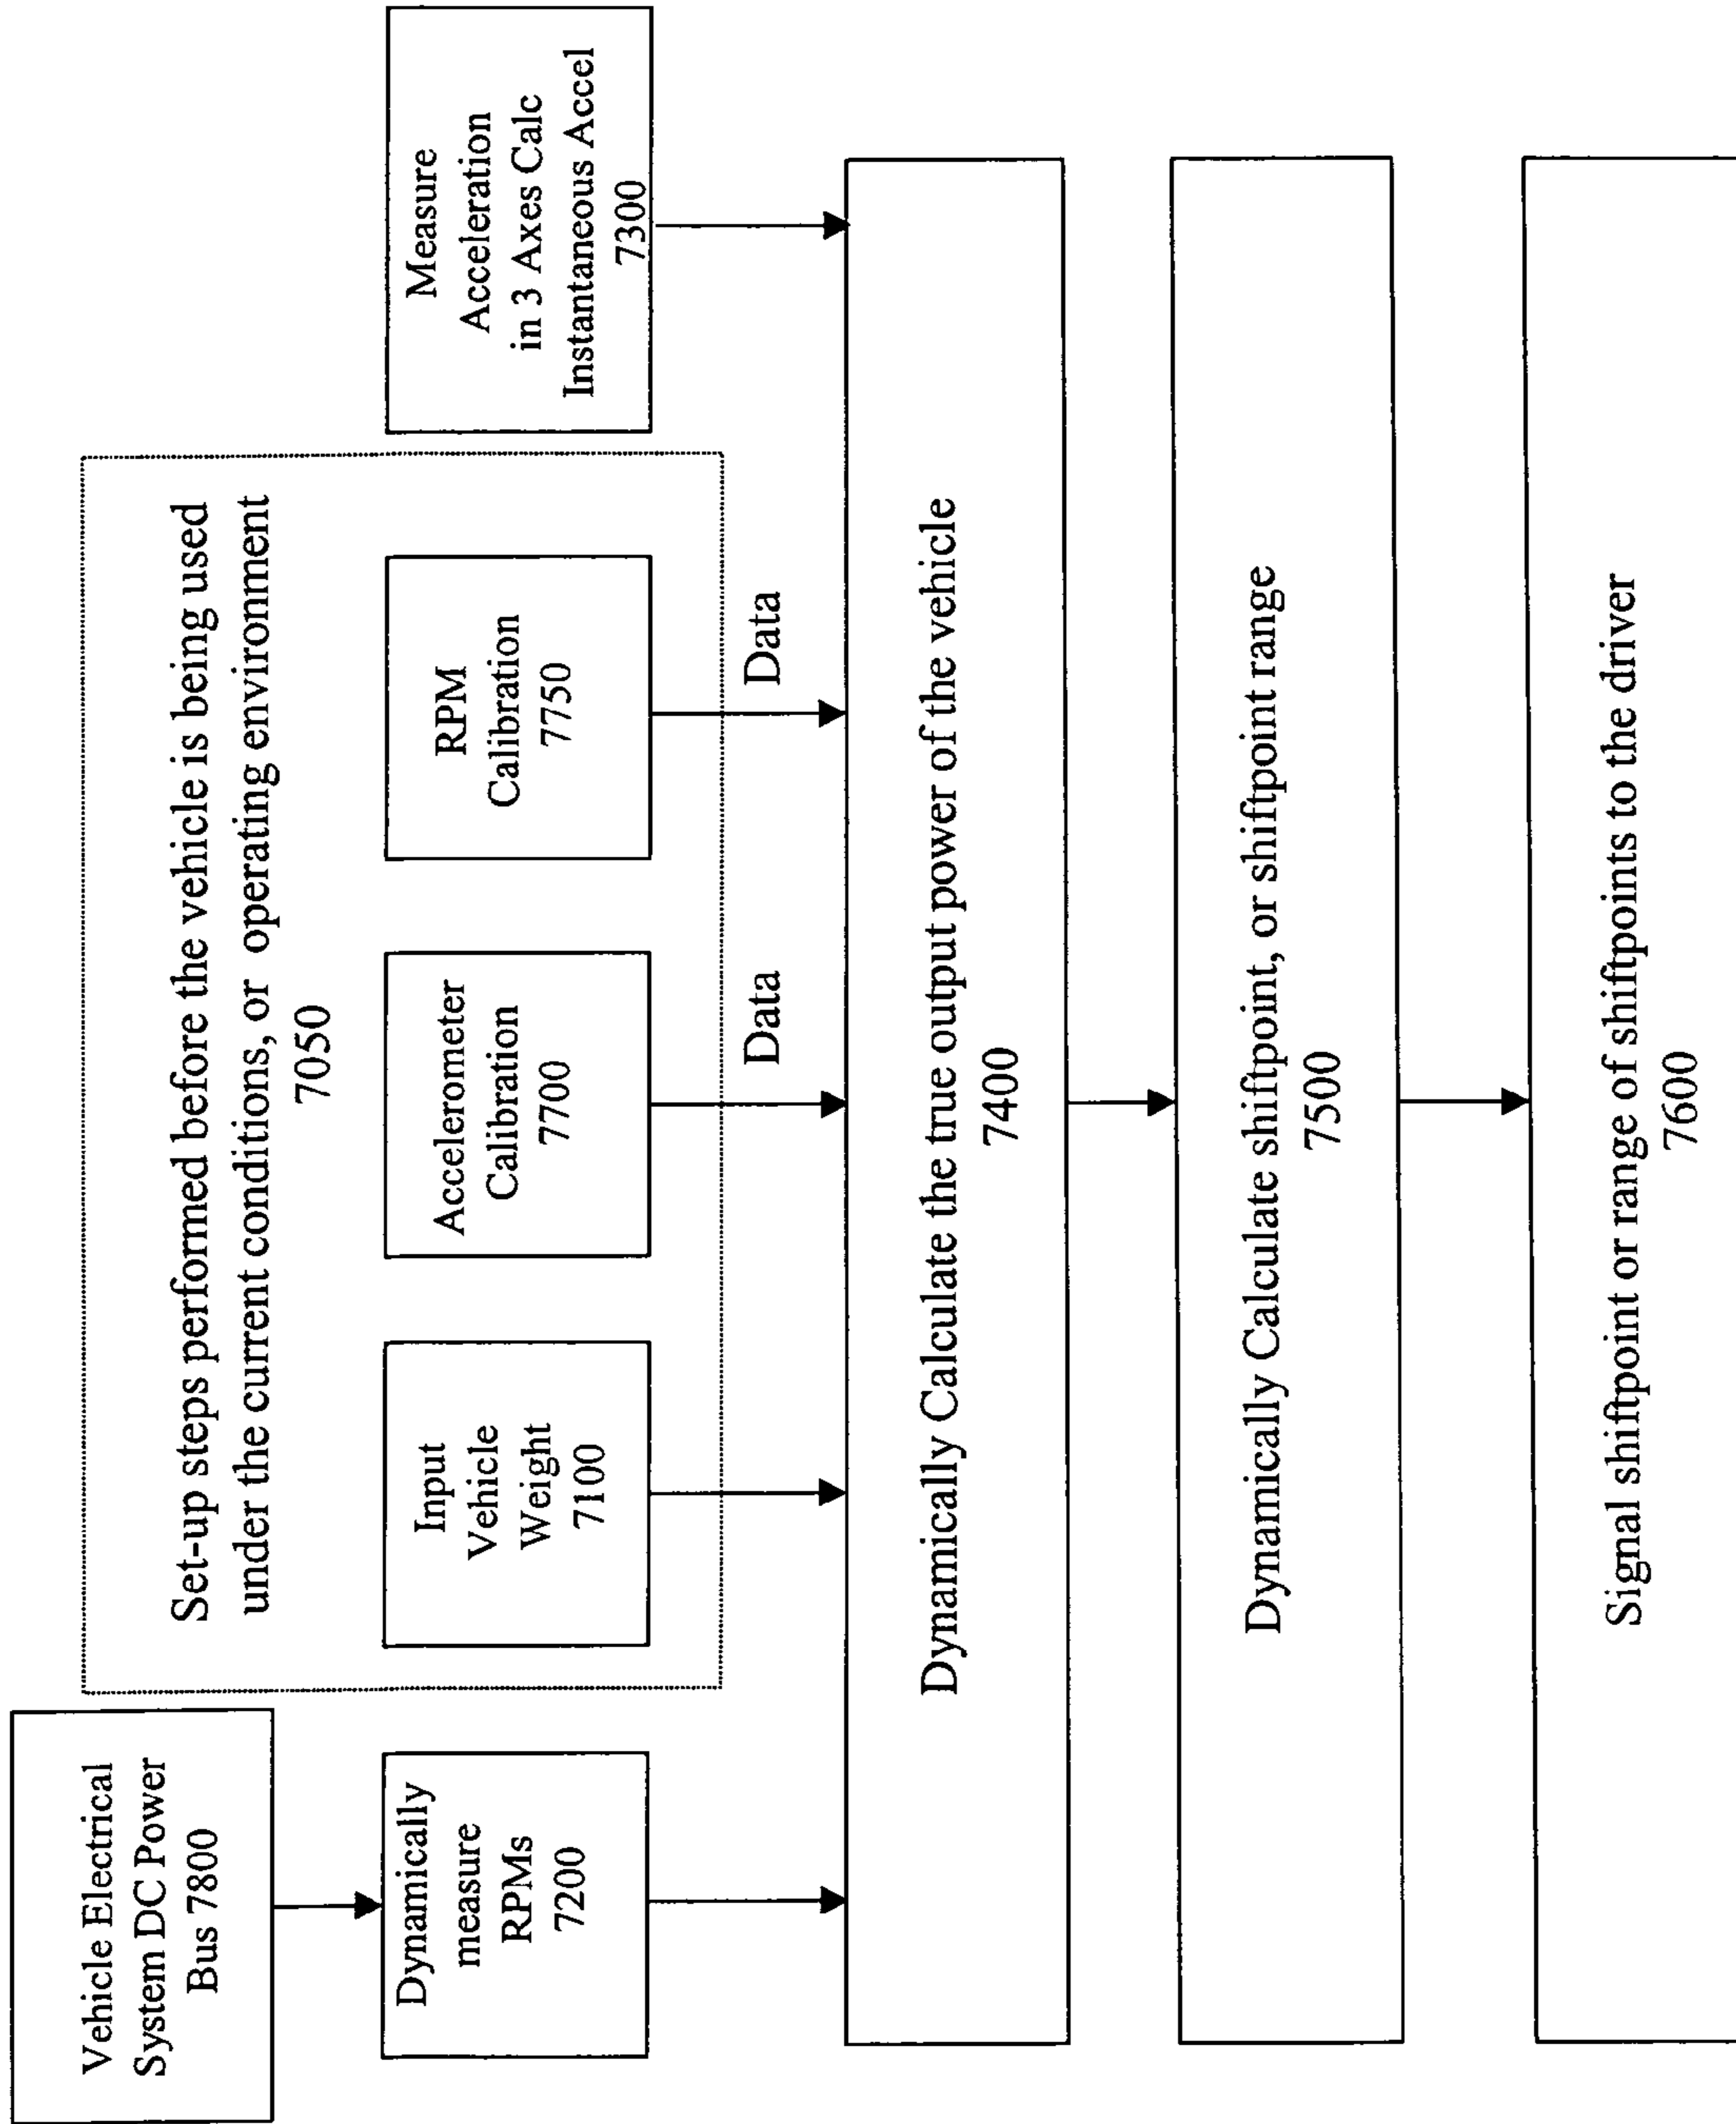 Vehicle Electrical
System DC Power
Bus 7800
Set-up steps performed before the vehicle is being used
under the current conditions, or operating environment
7050
Dynamically
measure
RPMs
7200
Input
Vehicle
Weight
7100
Accelerometer
Calibration
7700
RPM
Calibration
7750
Measure
Acceleration
in 3 Axes Calc
Instantaneous Accel
7300
Data
Data
Dynamically Calculate the true output power of the vehicle
7400
Dynamically Calculate shiftpoint, or shiftpoint range
7500
Signal shiftpoint or range of shiftpoints to the driver
7600